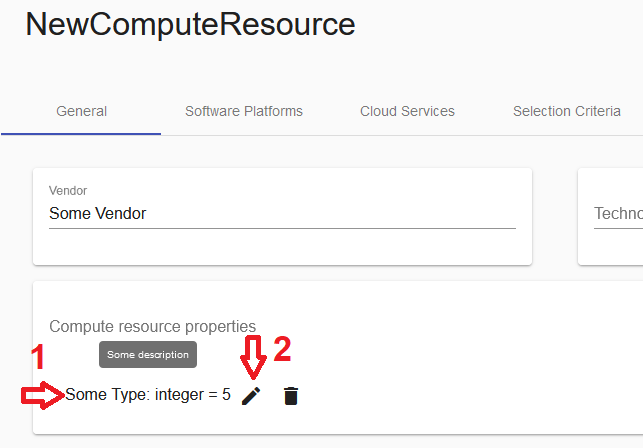 NewComputeResource
General Software Platforms Cloud Services Selection Criteria
Vendor
Some Vendor
Techno
Compute resource properties
1 Some description 2
Some Type: integer = 5